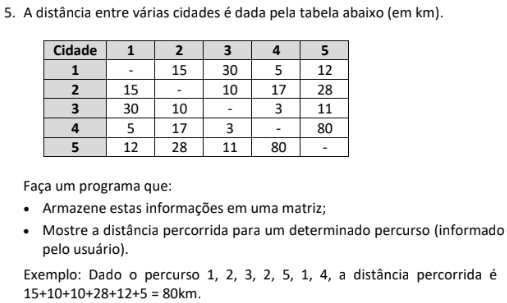 5. A distância entre várias cidades é dada pela tabela abaixo (em km).
Cidade 1 2 3 4 5
1 - 15 30 5 12
2 15 - 10 17 28
3 30 10 - 3 11
4 5 17 3 - 80
5 12 28 11 80 -
Faça um programa que:
• Armazene estas informações em uma matriz;
• Mostre a distância percorrida para um determinado percurso (informado
pelo usuário).
Exemplo: Dado o percurso 1, 2, 3, 2, 5, 1, 4, a distância percorrida é
15+10+10+28+12+5 = 80km.